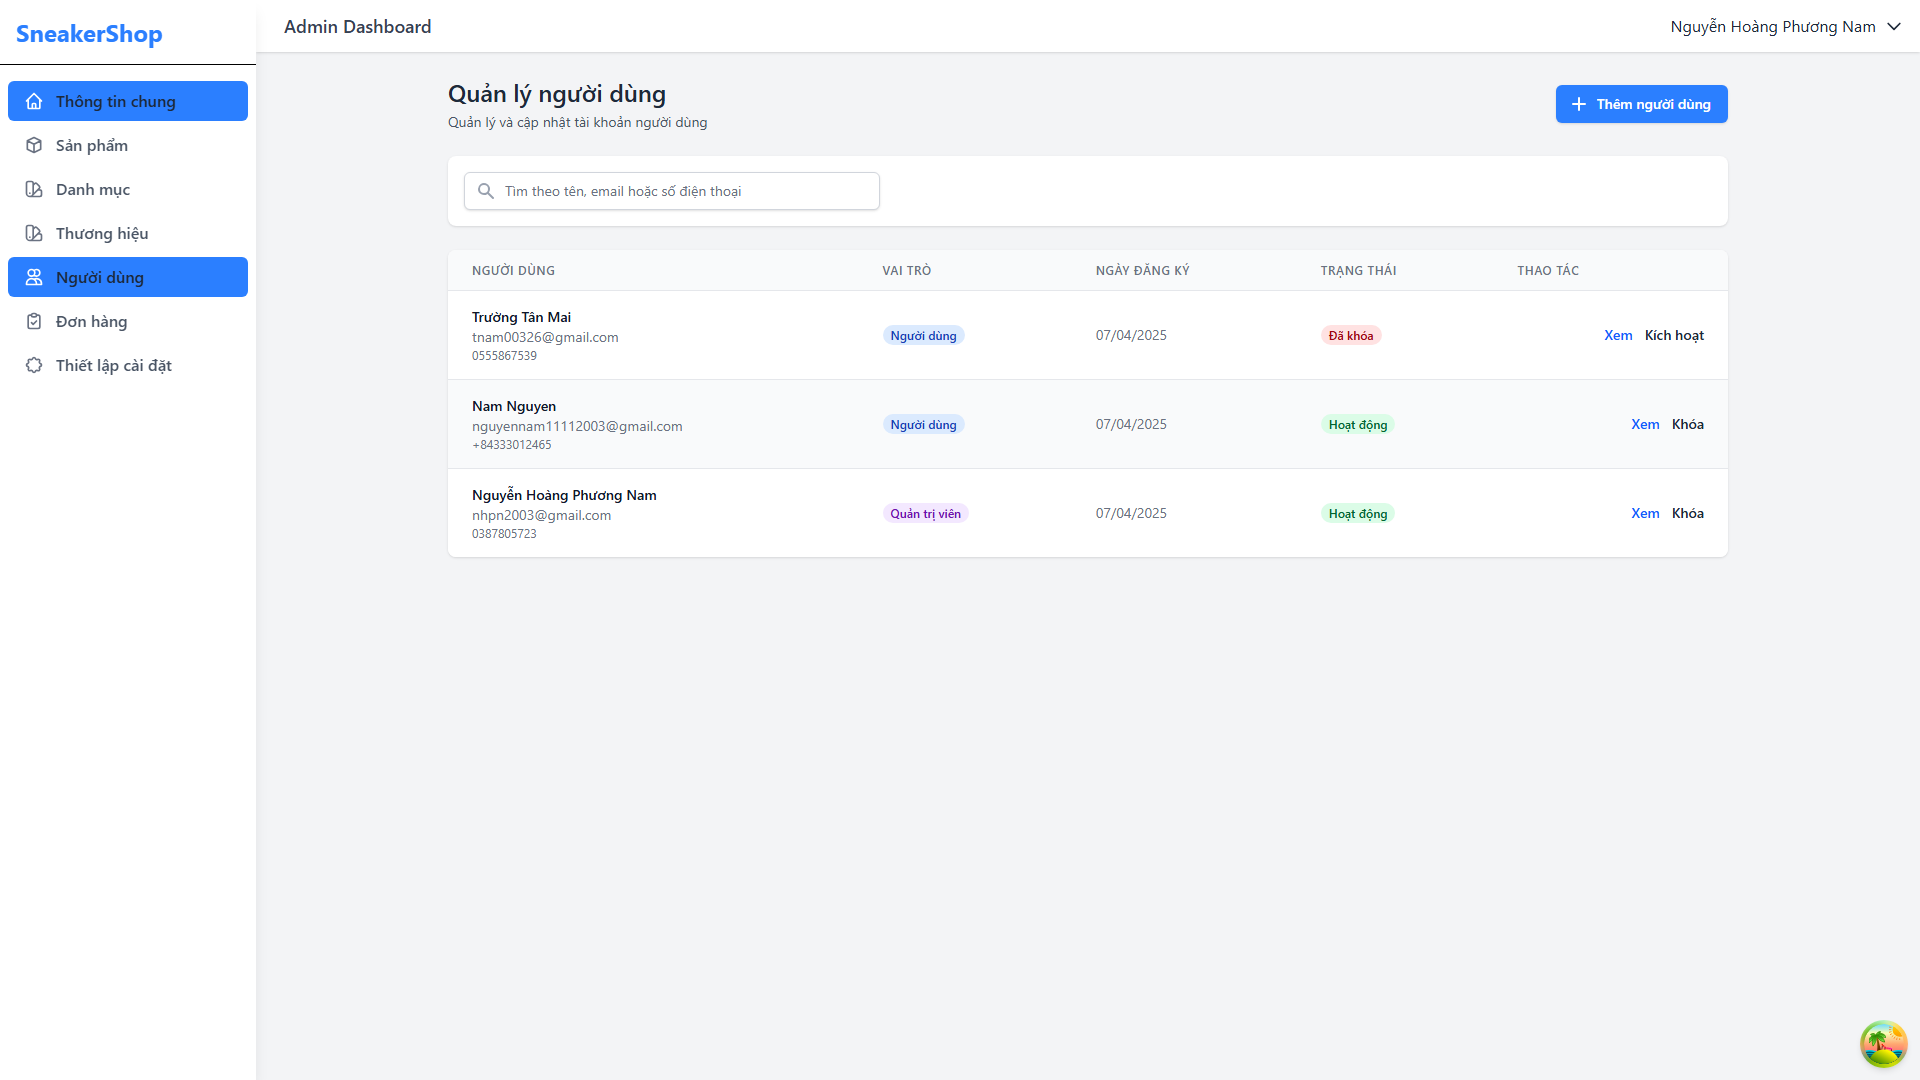 SneakerShop
Admin Dashboard
Nguyễn Hoàng Phương Nam
Thông tin chung
Sản phẩm
Danh mục
Thương hiệu
Người dùng
Đơn hàng
Thiết lập cài đặt
Quản lý người dùng
Quản lý và cập nhật tài khoản người dùng
Thêm người dùng
Tìm theo tên, email hoặc số điện thoại
NGƯỜI DÙNG VAI TRÒ NGÀY ĐĂNG KÝ TRẠNG THÁI THAO TÁC
Trường Tân Mai
tnam00326@gmail.com
0555867539
Người dùng 07/04/2025 Đã khóa Xem Kích hoạt
Nam Nguyen
nguyennam11112003@gmail.com
+84333012465
Người dùng 07/04/2025 Hoạt động Xem Khóa
Nguyễn Hoàng Phương Nam
nhpn2003@gmail.com
0387805723
Quản trị viên 07/04/2025 Hoạt động Xem Khóa